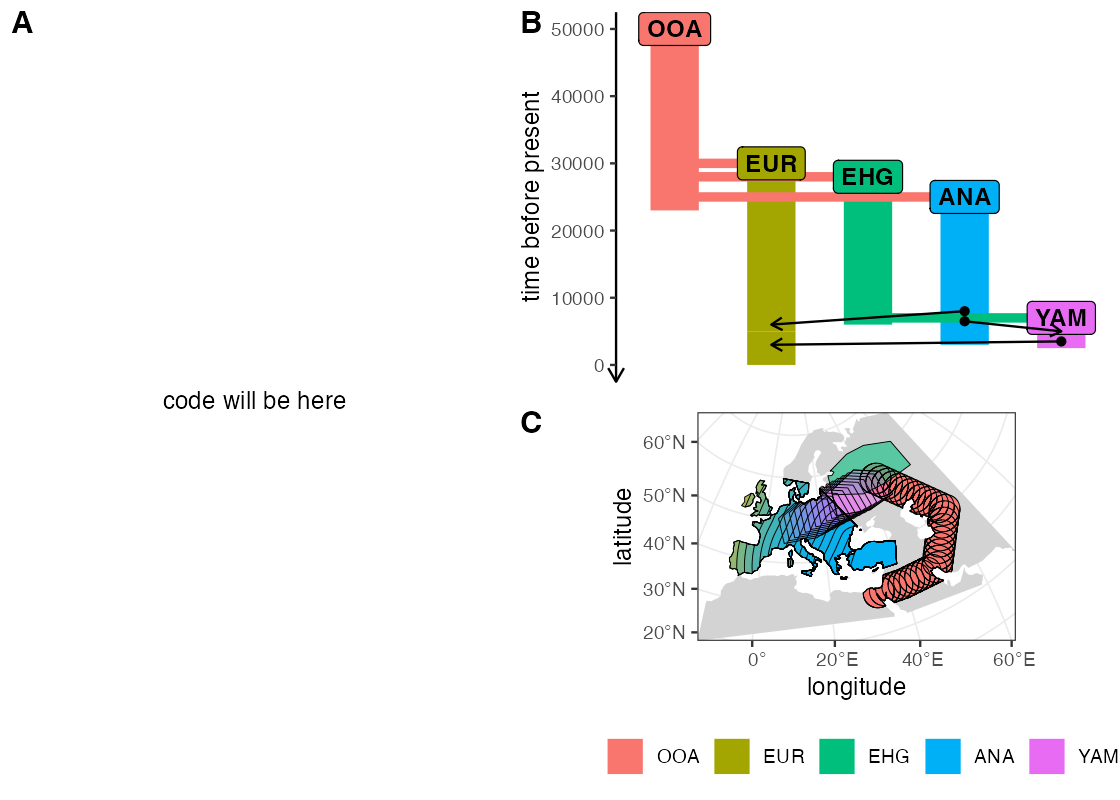 A
code will be here
B
time before present
50000
40000
30000
20000
10000
0
OOA
EUR
EHG
ANA
YAM
C
latitude
60°N
50°N
40°N
30°N
20°N
0°
20°E
40°E
60°E
longitude
OOA
EUR
EHG
ANA
YAM